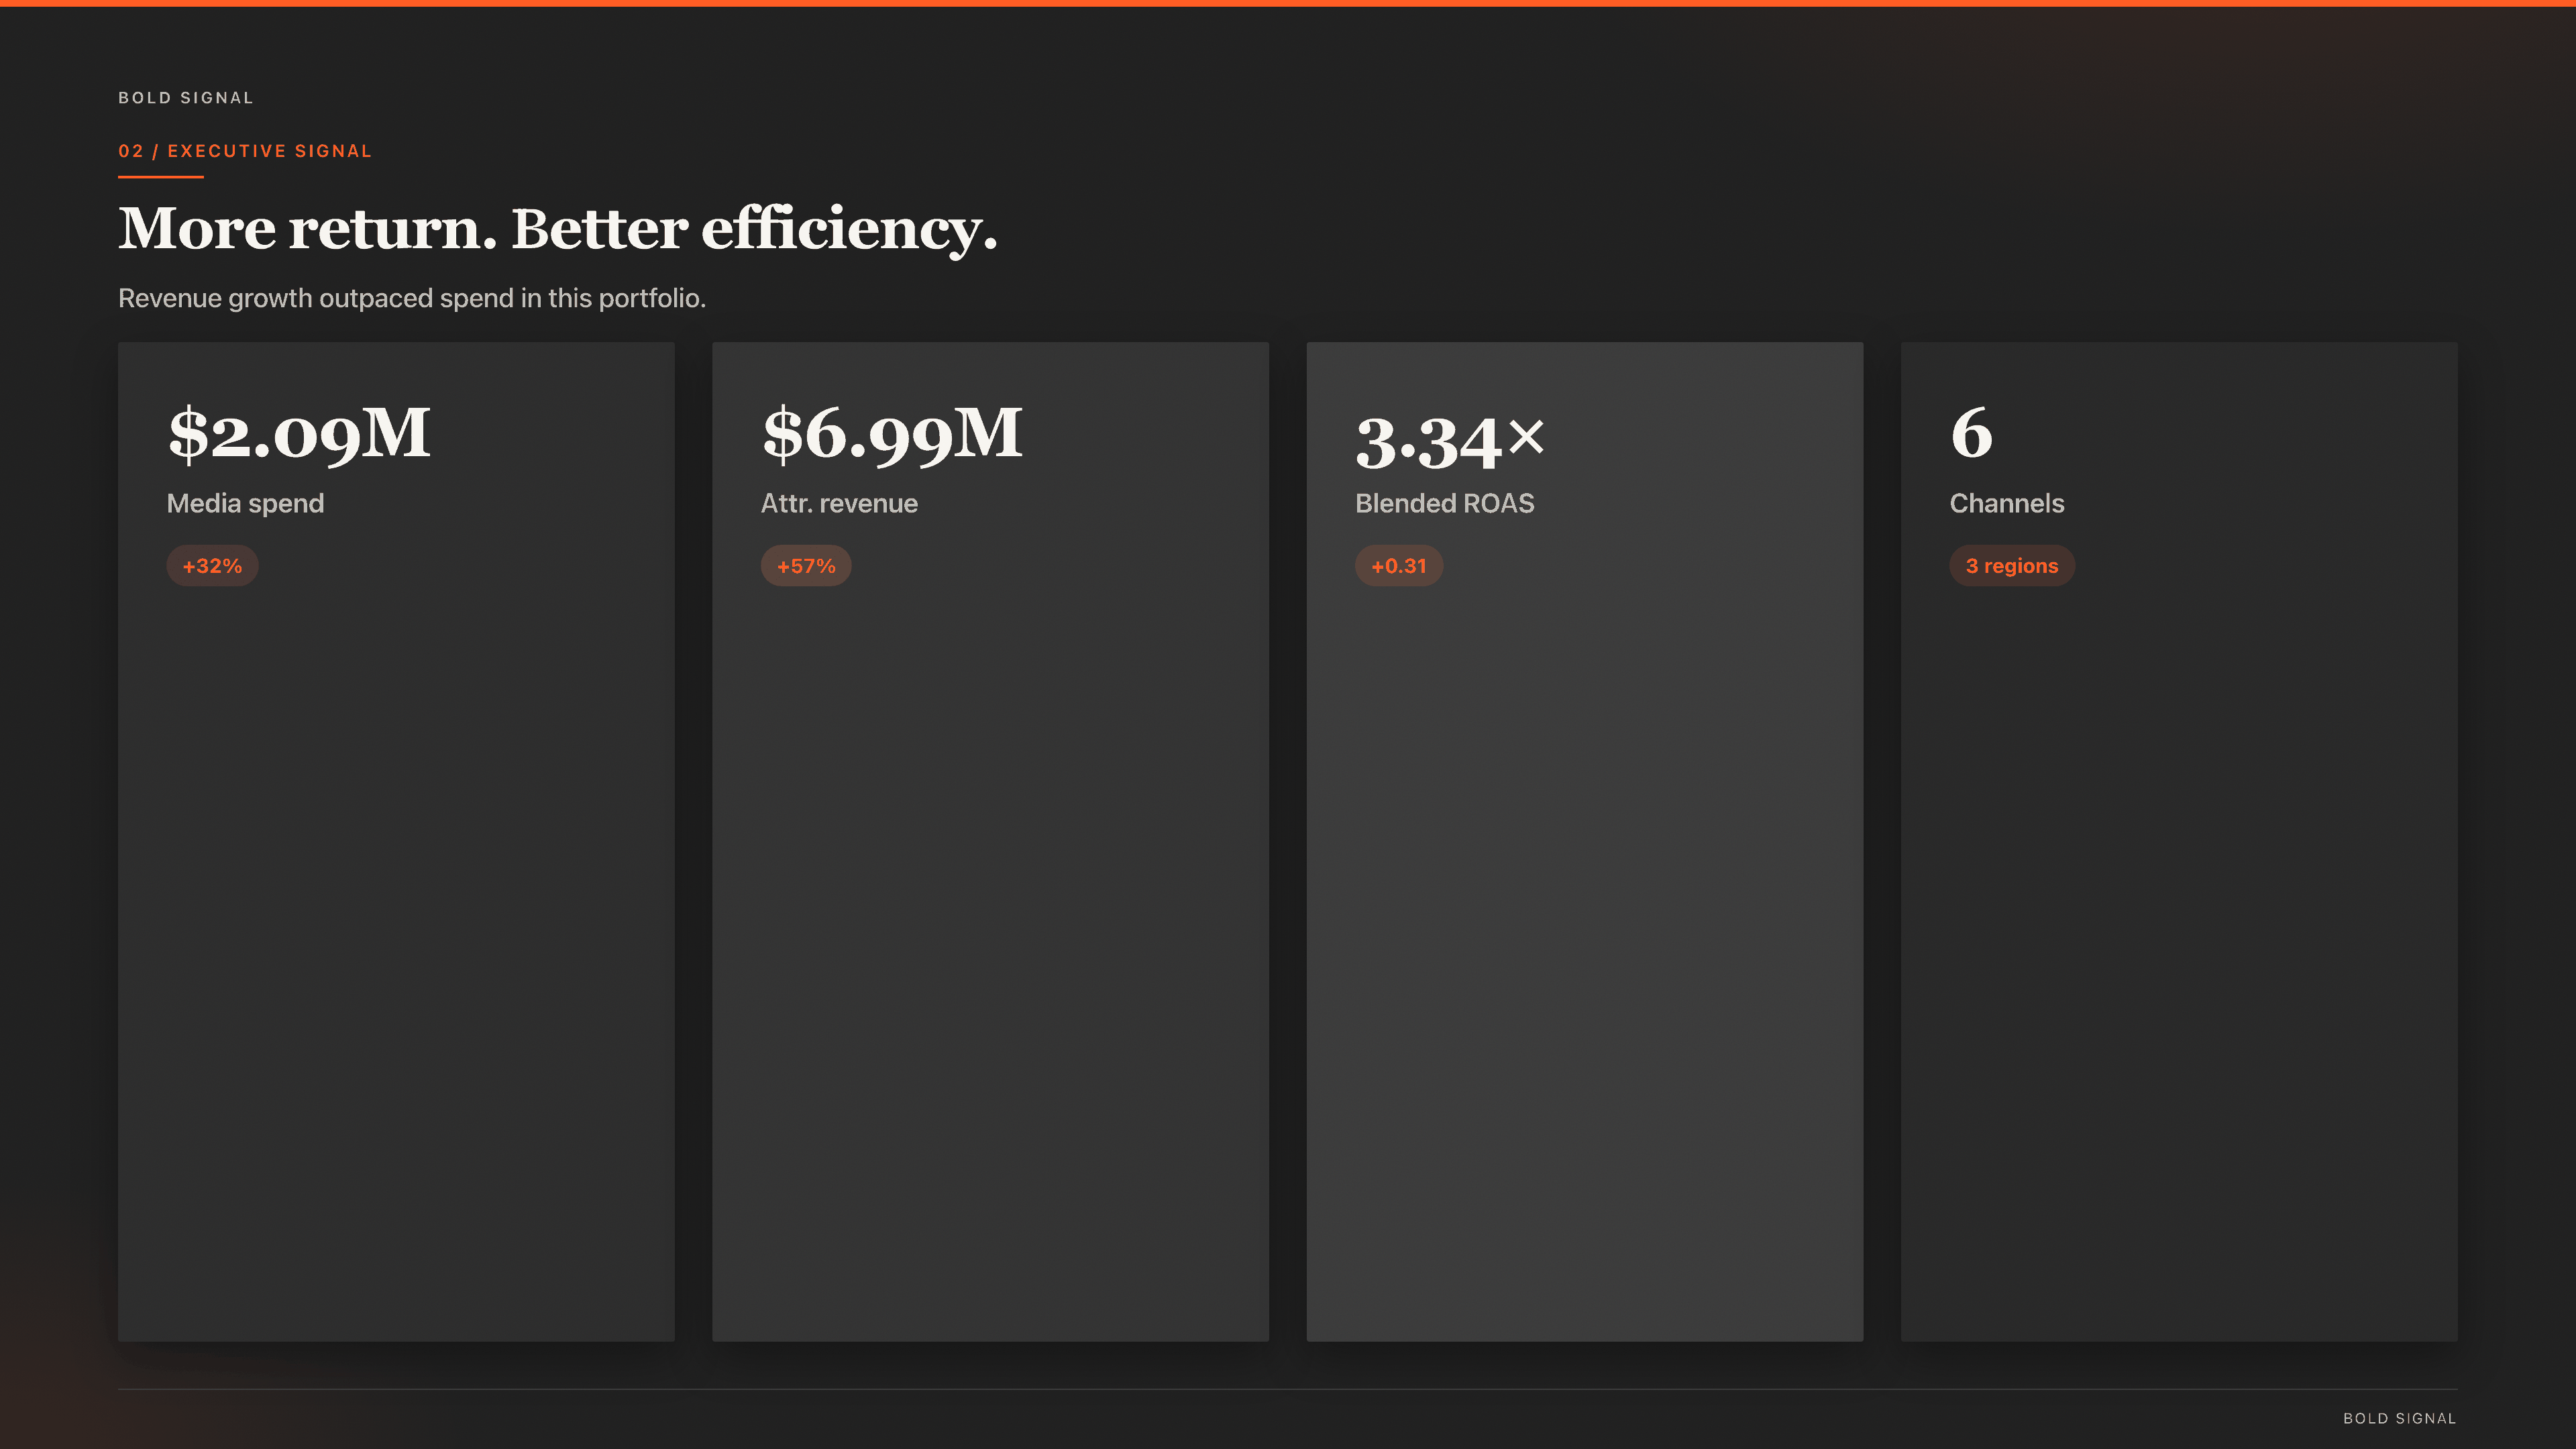 BOLD SIGNAL
02 / EXECUTIVE SIGNAL
More return. Better efficiency.
Revenue growth outpaced spend in this portfolio.
$2.09M
Media spend
+32%
$6.99M
Attr. revenue
+57%
3.34×
Blended ROAS
+0.31
6
Channels
3 regions
BOLD SIGNAL